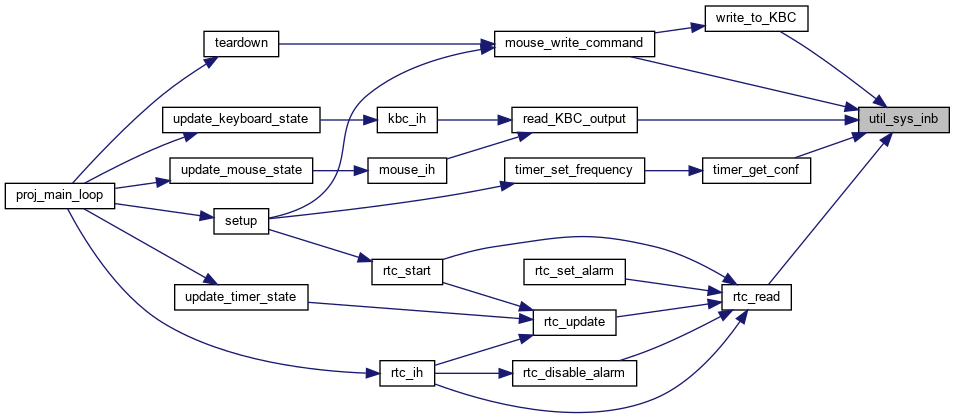 write_to_KBC
teardown
mouse_write_command
update_keyboard_state
kbc_ih
read_KBC_output
util_sys_inb
update_mouse_state
mouse_ih
timer_set_frequency
timer_get_conf
proj_main_loop
setup
rtc_start
rtc_set_alarm
update_timer_state
rtc_read
rtc_update
rtc_ih
rtc_disable_alarm